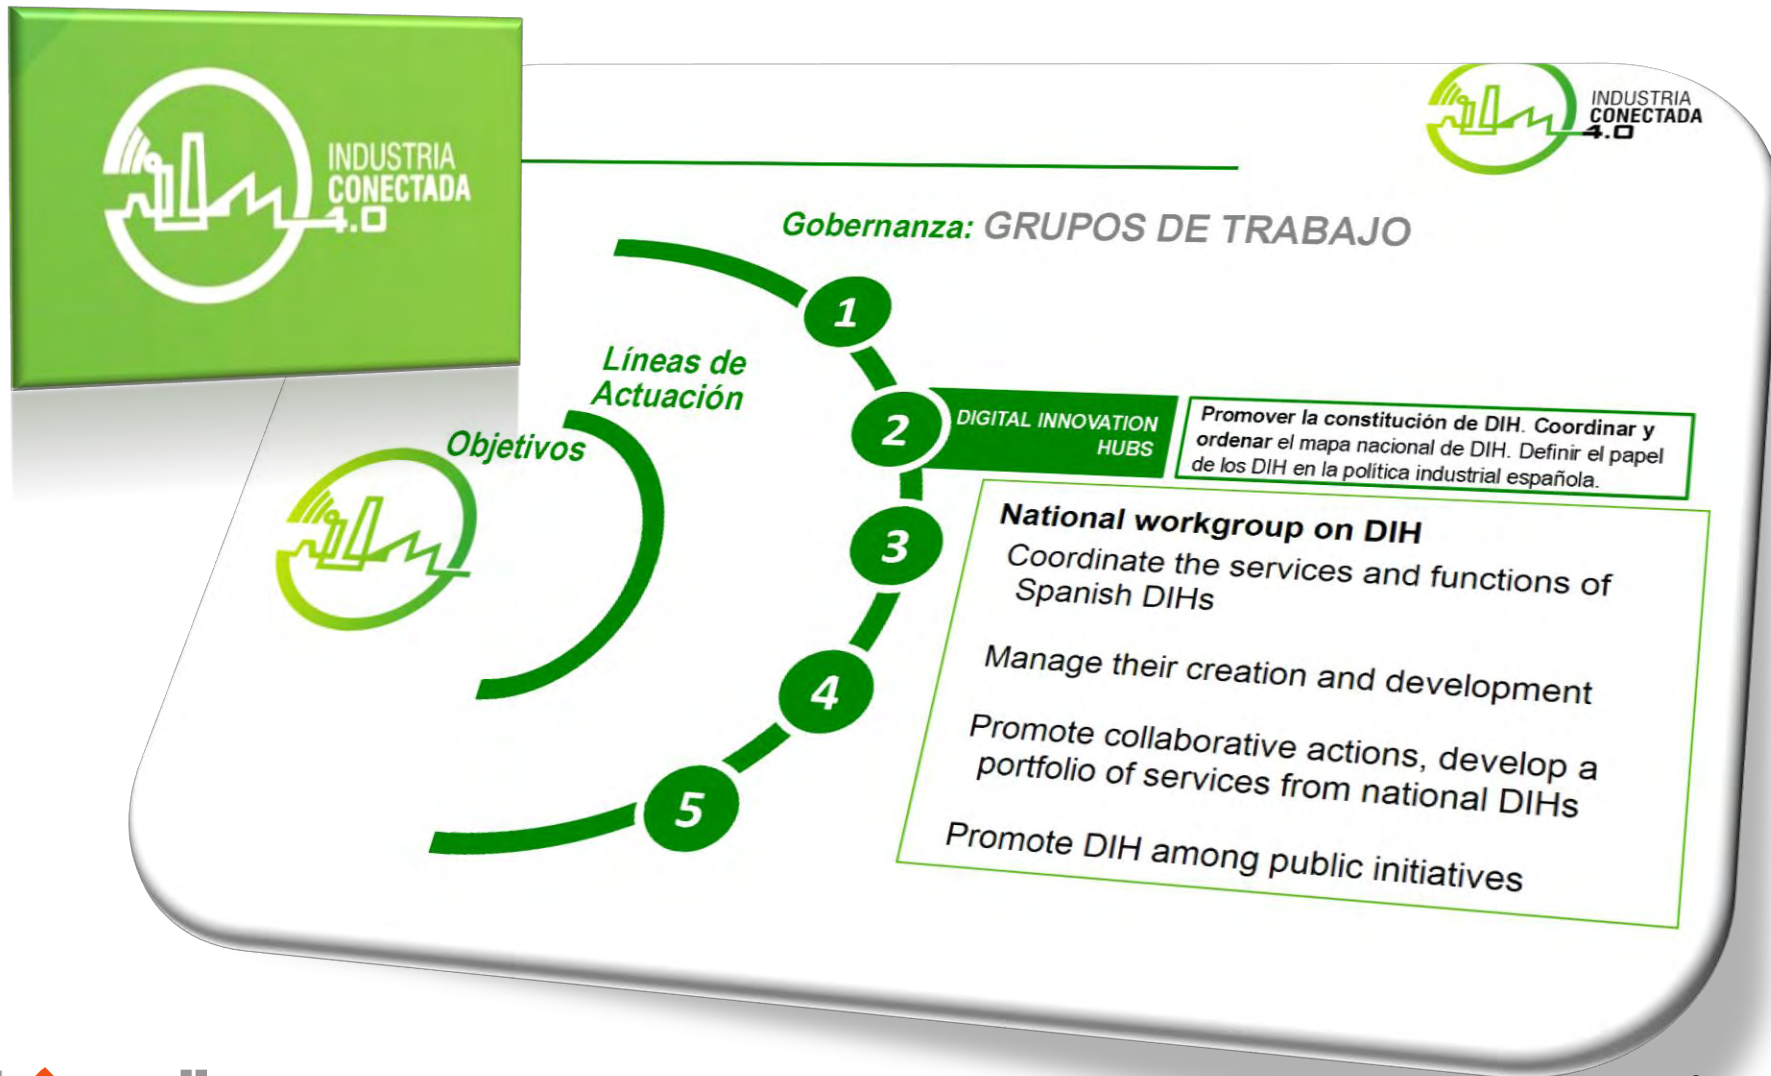 INDUSTRIA
CONECTADA
4.0
INDUSTRIA
CONECTADA
4.0
Gobernanza: GRUPOS DE TRABAJO
1
Líneas de
Actuación
Objetivos
2
DIGITAL INNOVATION
HUBS
Promover la constitución de DIH. Coordinar y
ordenar el mapa nacional de DIH. Definir el papel
de los DIH en la política industrial española.
3
National workgroup on DIH
Coordinate the services and functions of
Spanish DIHs
Manage their creation and development
4
Promote collaborative actions, develop a
portfolio of services from national DIHs
5
Promote DIH among public initiatives